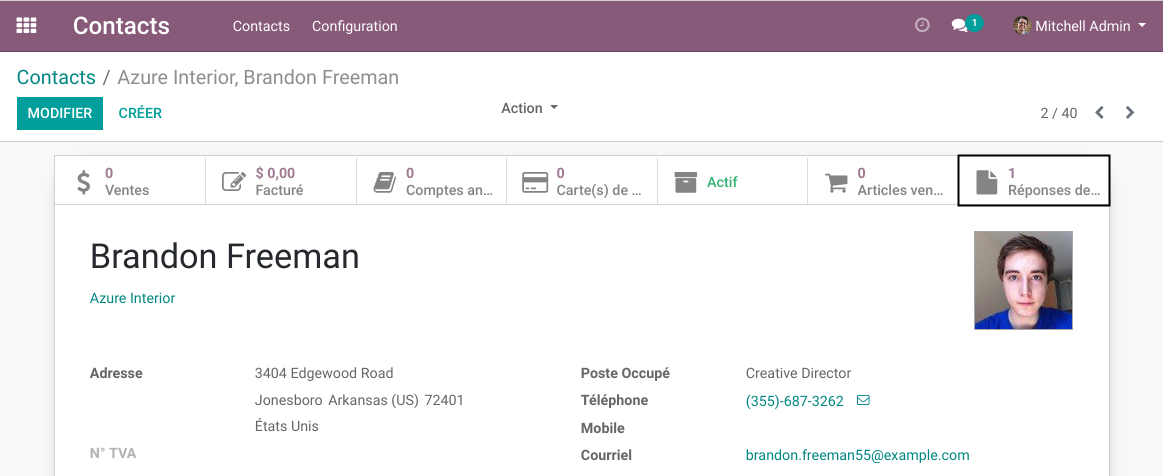 Contacts Contacts Configuration 1 Mitchell Admin
Contacts / Azure Interior, Brandon Freeman
MODIFIER CRÉER Action 2 / 40
0 $ 0,00 0 0 Actif 0 1
Ventes Facturé Comptes an... Carte(s) de ... Articles ven... Réponses de...
Brandon Freeman
Azure Interior
Adresse 3404 Edgewood Road Poste Occupé Creative Director
Jonesboro Arkansas (US) 72401 Téléphone (355)-687-3262
États Unis Mobile
N° TVA Courriel brandon.freeman55@example.com